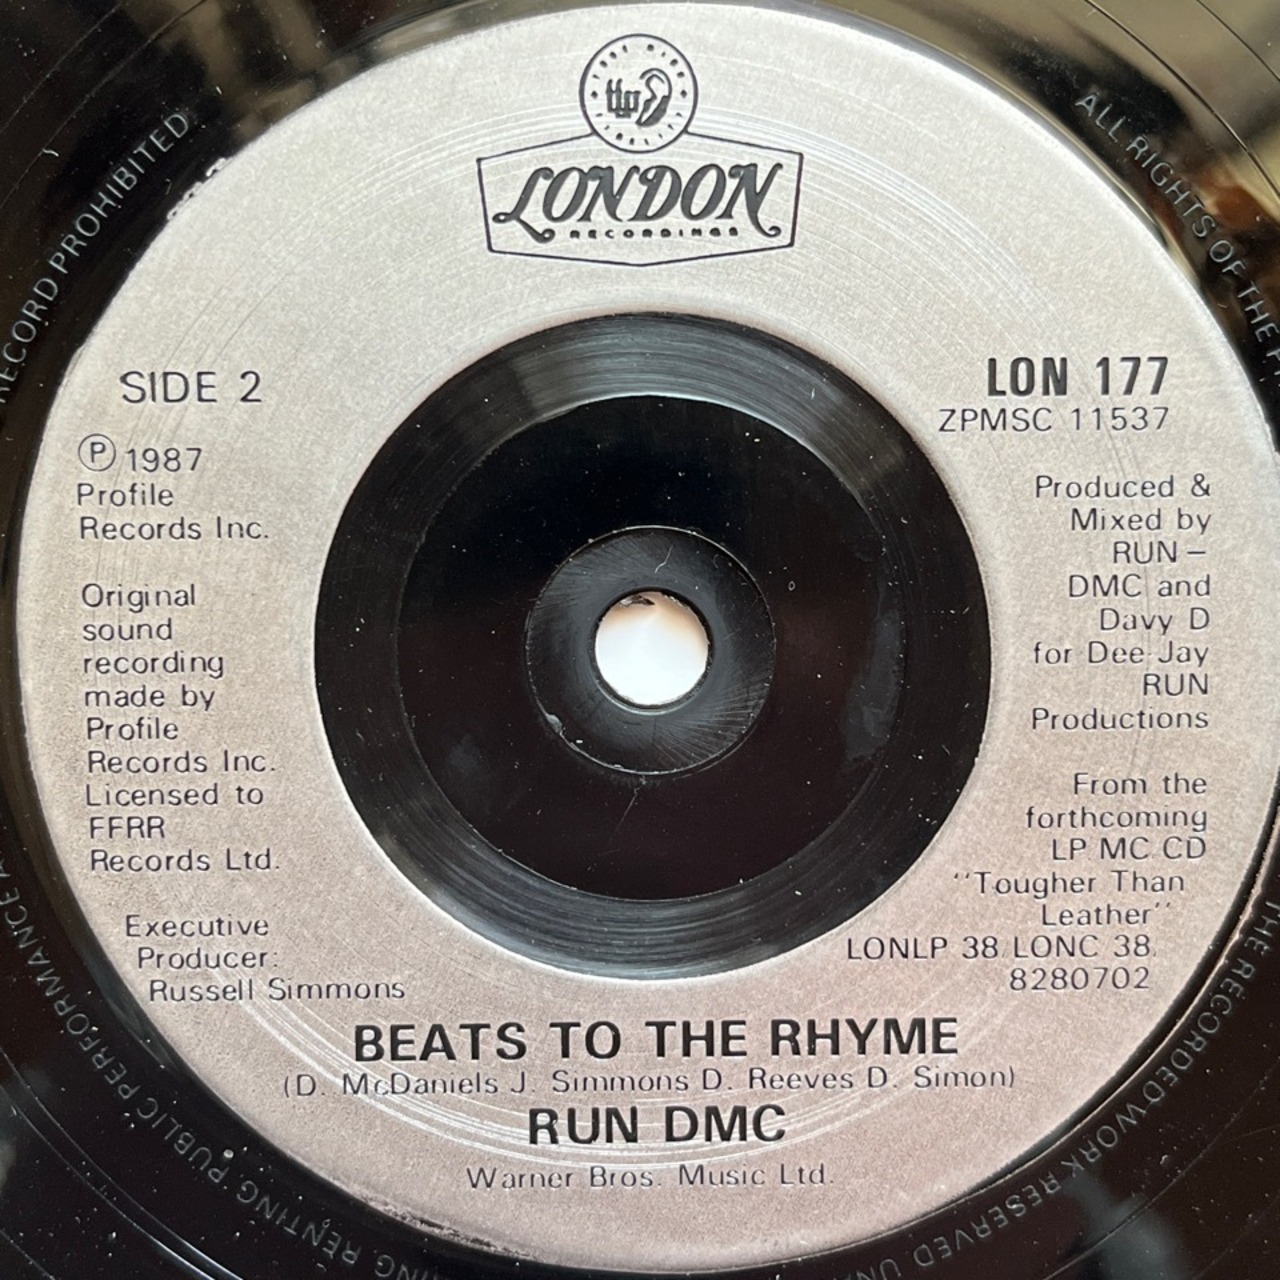 LONDON
RECORDINGS
SIDE 2
Ⓟ 1987
Profile
Records Inc.
Original
sound
recording
made by
Profile
Records Inc.
Licensed to
FFRR
Records Ltd.
Executive
Producer:
Russell Simmons
LON 177
ZPMSC 11537
Produced &
Mixed by
RUN –
DMC and
Davy D
for Dee Jay
RUN
Productions
From the
forthcoming
LP MC CD
"Tougher Than
Leather"
LONLP 38 LONC 38
8280702
BEATS TO THE RHYME
(D. McDaniels J. Simmons D. Reeves D. Simon)
RUN DMC
Warner Bros. Music Ltd.
ALL RIGHTS OF THE
THE RECORDED WORK RESERVED
RENTING PUBLIC PERFORMANCE
RECORD PROHIBITED